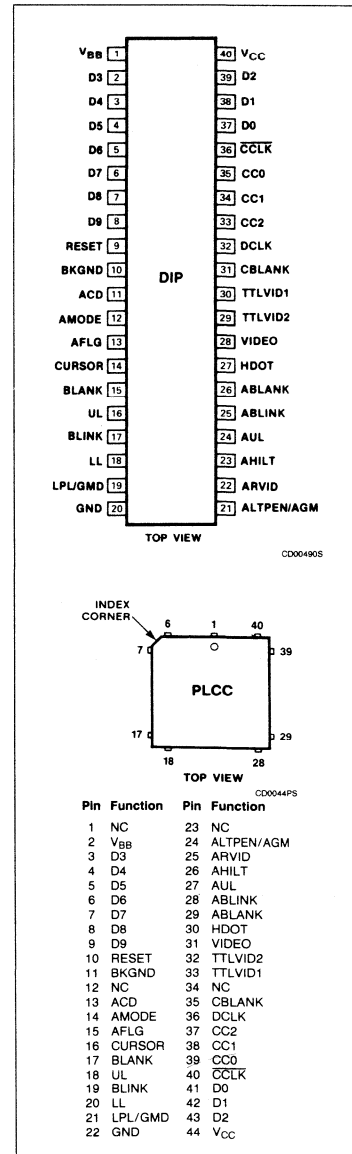 VBB 1 40 VCC
D3 2 39 D2
D4 3 38 D1
D5 4 37 D0
D6 5 36 CCLK
D7 6 35 CC0
D8 7 34 CC1
D9 8 33 CC2
RESET 9 32 DCLK
BKGND 10 31 CBLANK
DIP
ACD 11 30 TTLVID1
AMODE 12 29 TTLVID2
AFLG 13 28 VIDEO
CURSOR 14 27 HDOT
BLANK 15 26 ABLANK
UL 16 25 ABLINK
BLINK 17 24 AUL
LL 18 23 AHILT
LPL/GMD 19 22 ARVID
GND 20 21 ALTPEN/AGM
TOP VIEW
CD00490S
INDEX
CORNER
6 1 40
7 39
PLCC
17 29
18 28
TOP VIEW
CD0044PS
Pin Function Pin Function
1 NC 23 NC
2 VBB 24 ALTPEN/AGM
3 D3 25 ARVID
4 D4 26 AHILT
5 D5 27 AUL
6 D6 28 ABLINK
7 D7 29 ABLANK
8 D8 30 HDOT
9 D9 31 VIDEO
10 RESET 32 TTLVID2
11 BKGND 33 TTLVID1
12 NC 34 NC
13 ACD 35 CBLANK
14 AMODE 36 DCLK
15 AFLG 37 CC2
16 CURSOR 38 CC1
17 BLANK 39 CC0
18 UL 40 CCLK
19 BLINK 41 D0
20 LL 42 D1
21 LPL/GMD 43 D2
22 GND 44 VCC